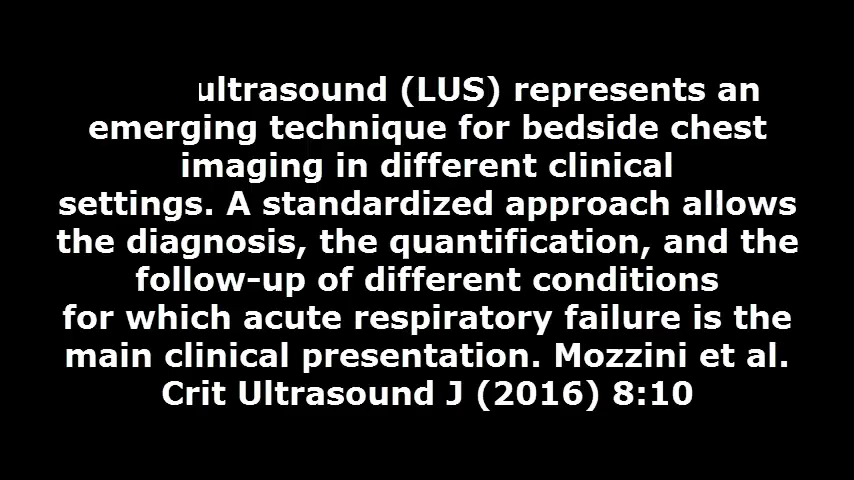 ultrasound (LUS) represents an
emerging technique for bedside chest
imaging in different clinical
settings. A standardized approach allows
the diagnosis, the quantification, and the
follow-up of different conditions
for which acute respiratory failure is the
main clinical presentation. Mozzini et al.
Crit Ultrasound J (2016) 8:10